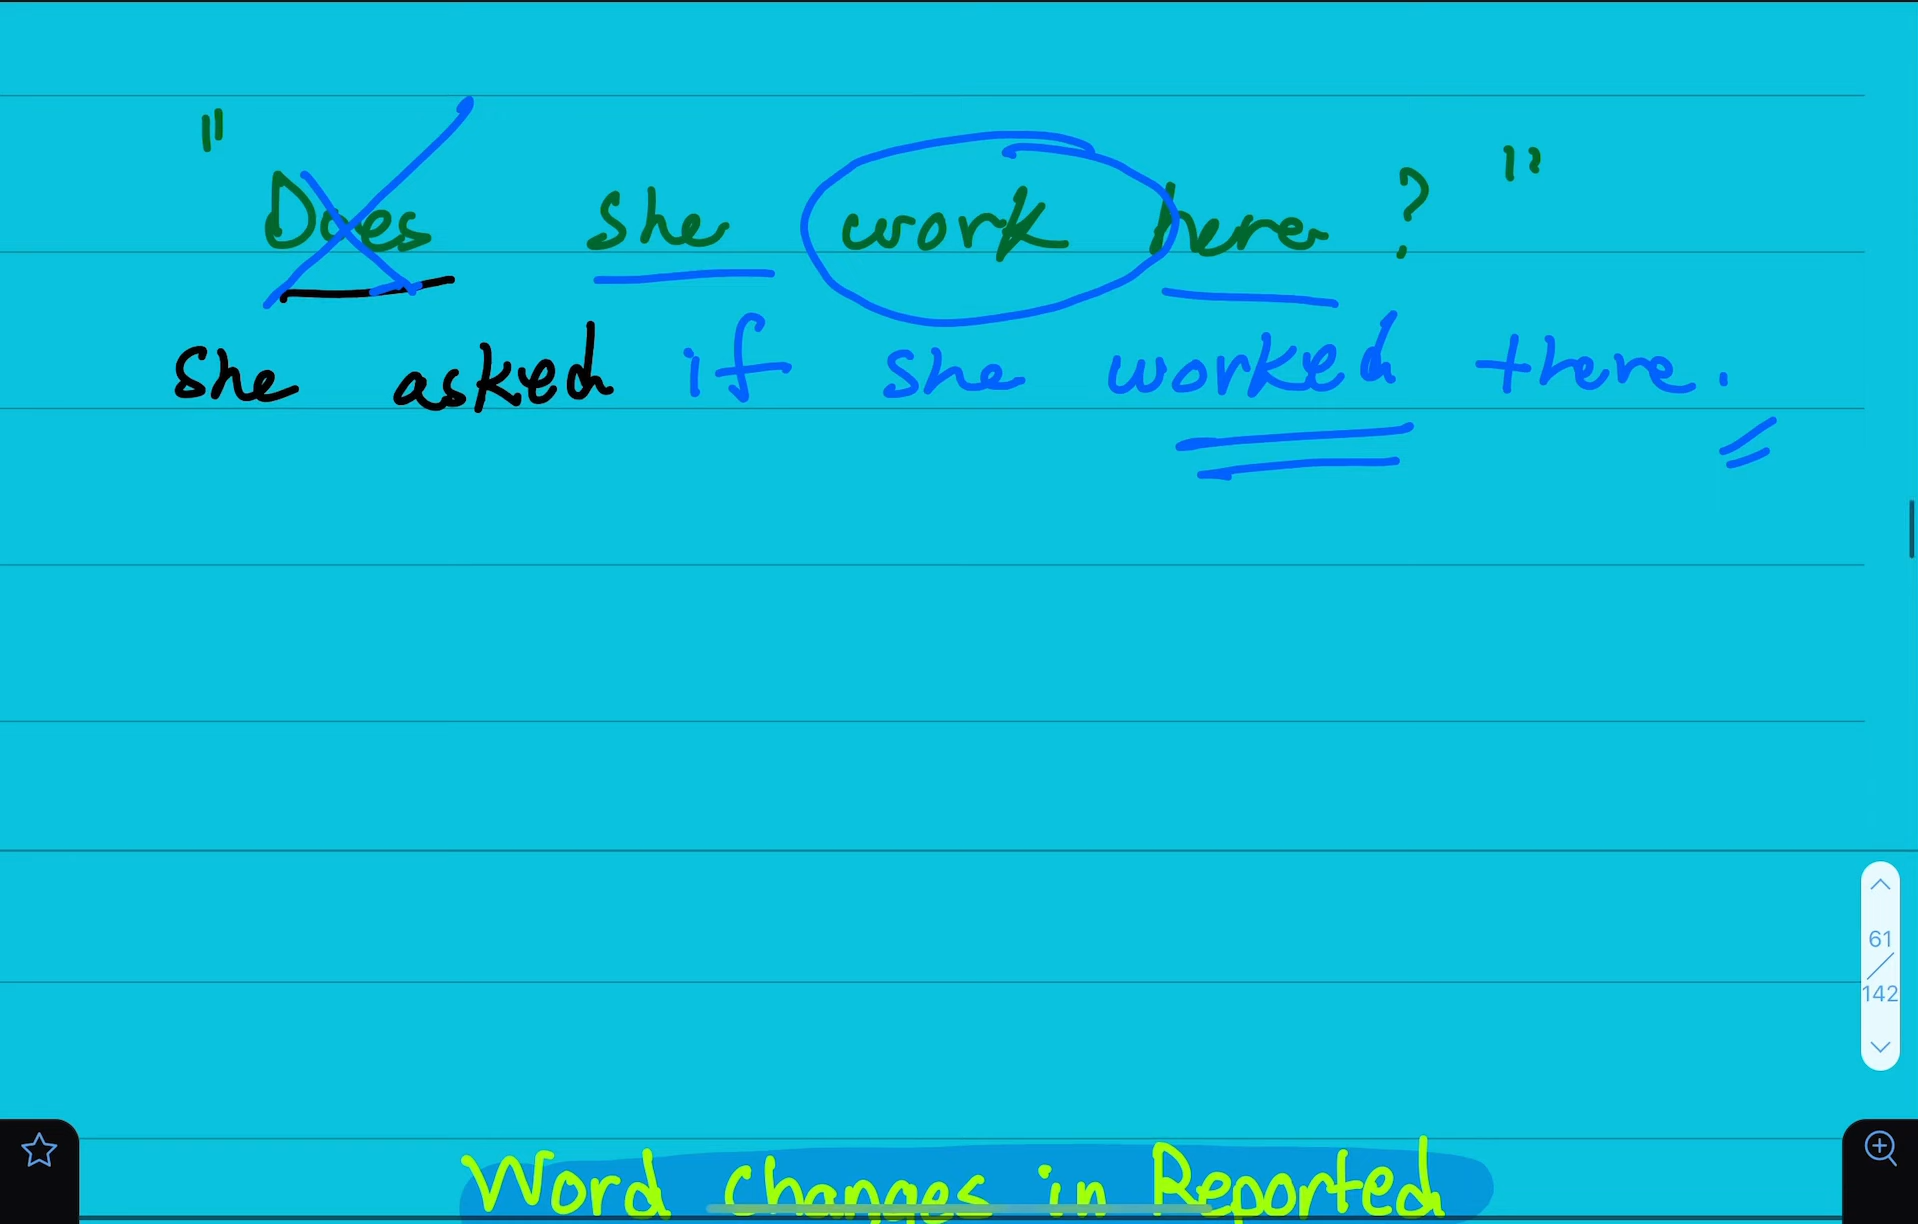 "Does she work here?"
She asked if she worked there.
61
142
Word changes in Reported